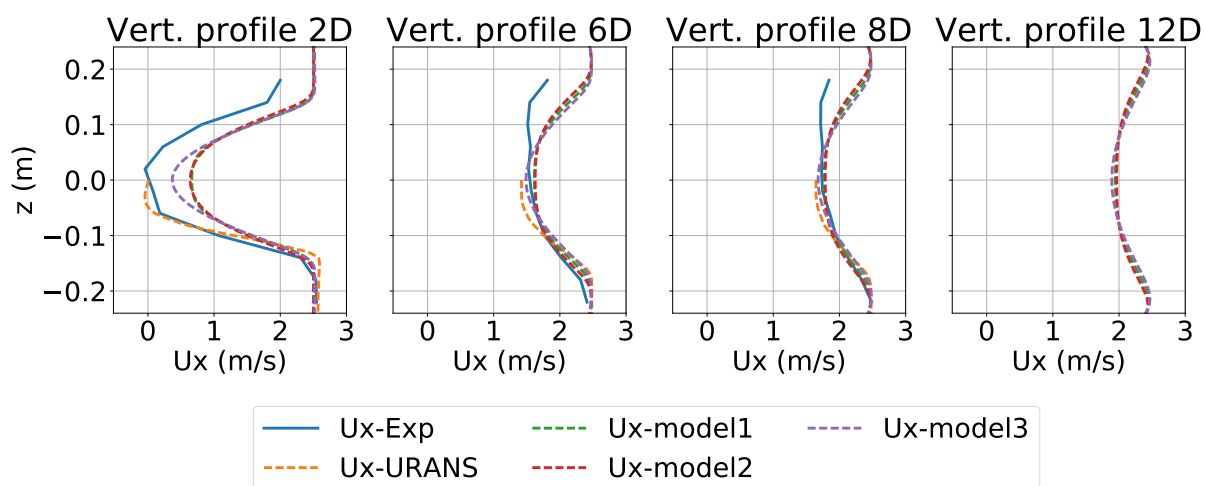 Vert. profile 2D Vert. profile 6D Vert. profile 8D Vert. profile 12D
0.2
0.1
0.0
−0.1
−0.2
z (m)
0 1 2 3 0 1 2 3 0 1 2 3 0 1 2 3
Ux (m/s) Ux (m/s) Ux (m/s) Ux (m/s)
Ux-Exp Ux-model1 Ux-model3
Ux-URANS Ux-model2